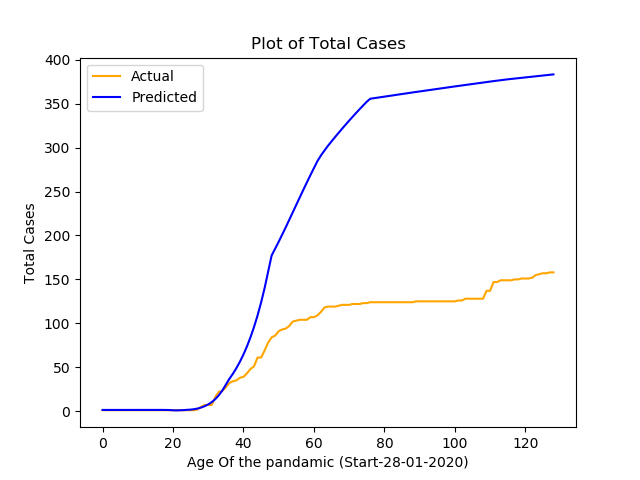 Plot of Total Cases
Actual
Predicted
400
350
300
250
200
150
100
50
0
Total Cases
0 20 40 60 80 100 120
Age Of the pandamic (Start-28-01-2020)